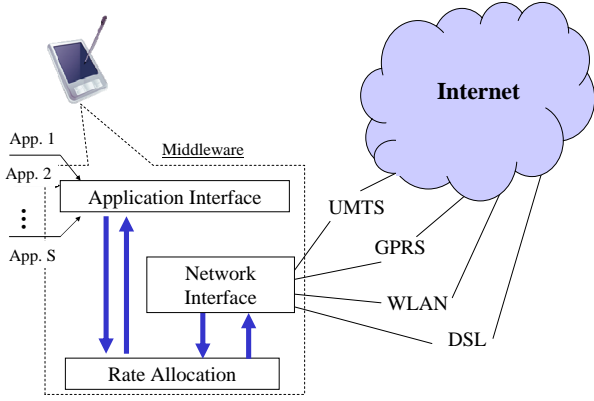 Internet
App. 1
Middleware
App. 2
Application Interface
UMTS
App. S
GPRS
Network
Interface
WLAN
DSL
Rate Allocation